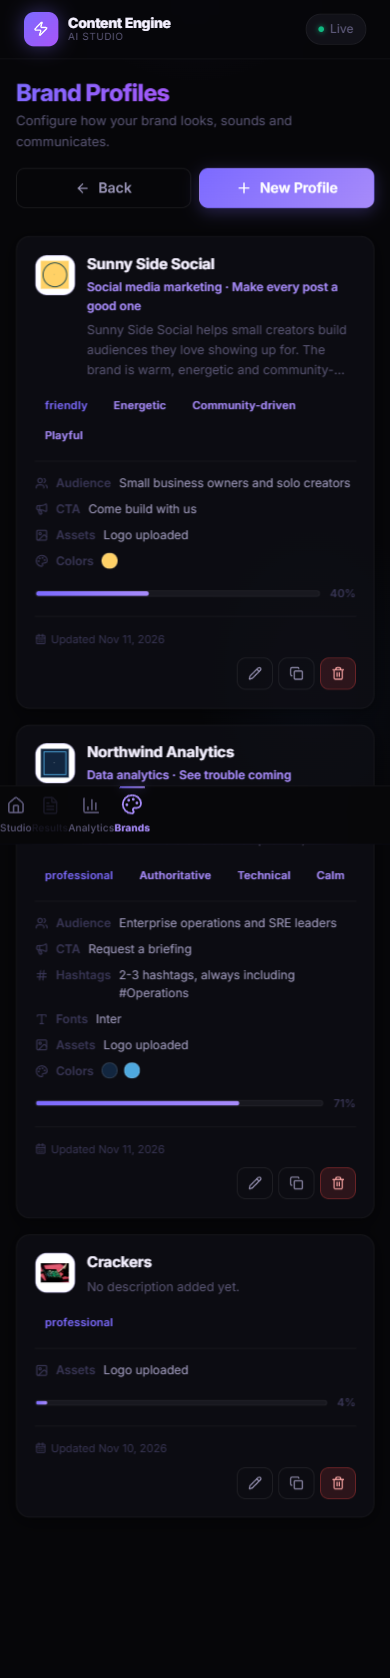 Content Engine
AI STUDIO
Live
Brand Profiles
Configure how your brand looks, sounds and
communicates.
Back
New Profile
Sunny Side Social
Social media marketing · Make every post a
good one
Sunny Side Social helps small creators build
audiences they love showing up for. The
brand is warm, energetic and community-...
friendly Energetic Community-driven
Playful
Audience Small business owners and solo creators
CTA Come build with us
Assets Logo uploaded
Colors
40%
Updated Nov 11, 2026
Northwind Analytics
Data analytics · See trouble coming
Studio Results Analytics Brands
professional Authoritative Technical Calm
Audience Enterprise operations and SRE leaders
CTA Request a briefing
Hashtags 2-3 hashtags, always including
#Operations
Fonts Inter
Assets Logo uploaded
Colors
71%
Updated Nov 11, 2026
Crackers
No description added yet.
professional
Assets Logo uploaded
4%
Updated Nov 10, 2026